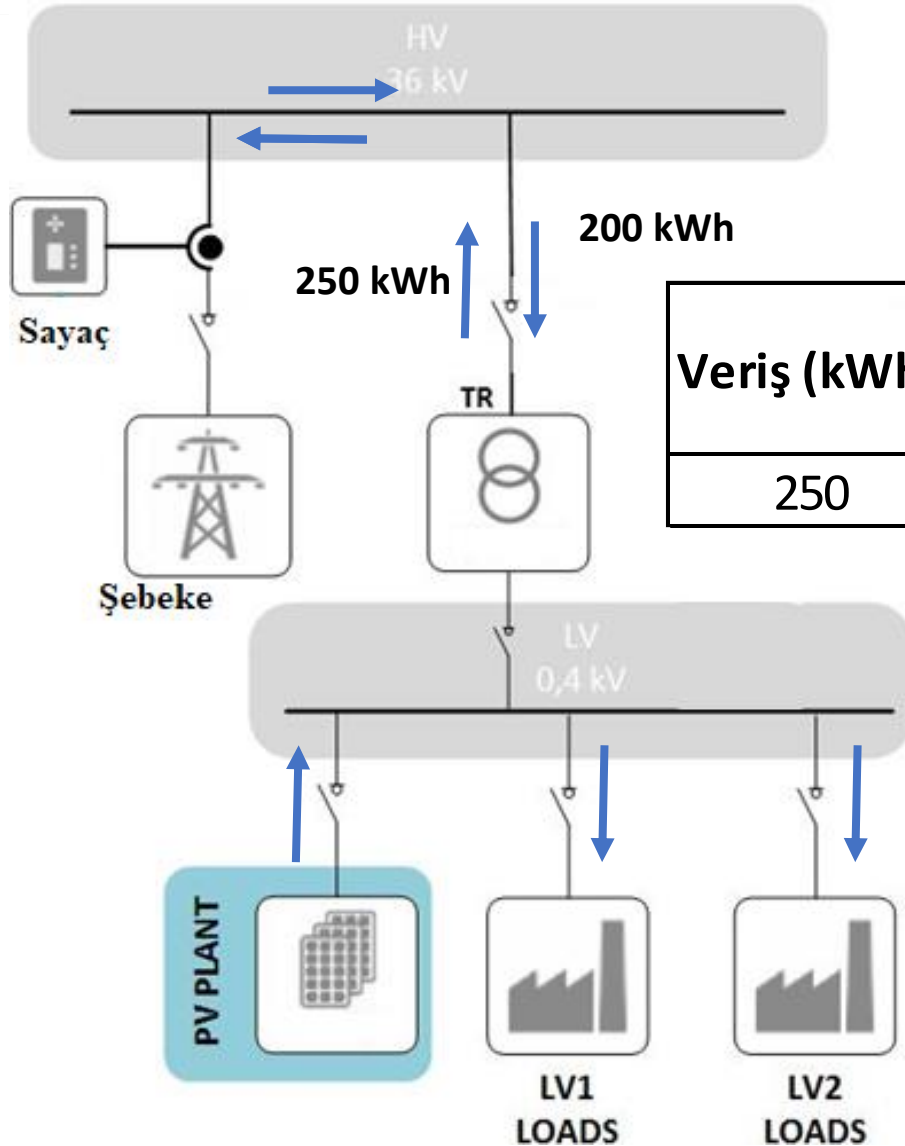 HV
36 kV
200 kWh
250 kWh
Sayaç
Veriş (kWh
TR
250
Şebeke
LV
0,4 kV
PV PLANT
LV1
LOADS
LV2
LOADS